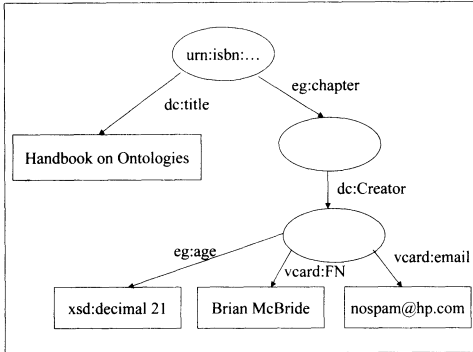 urn:isbn:…
eg:chapter
dc:title
Handbook on Ontologies
dc:Creator
eg:age
vcard:FN
vcard:email
xsd:decimal 21
Brian McBride
nospam@hp.com